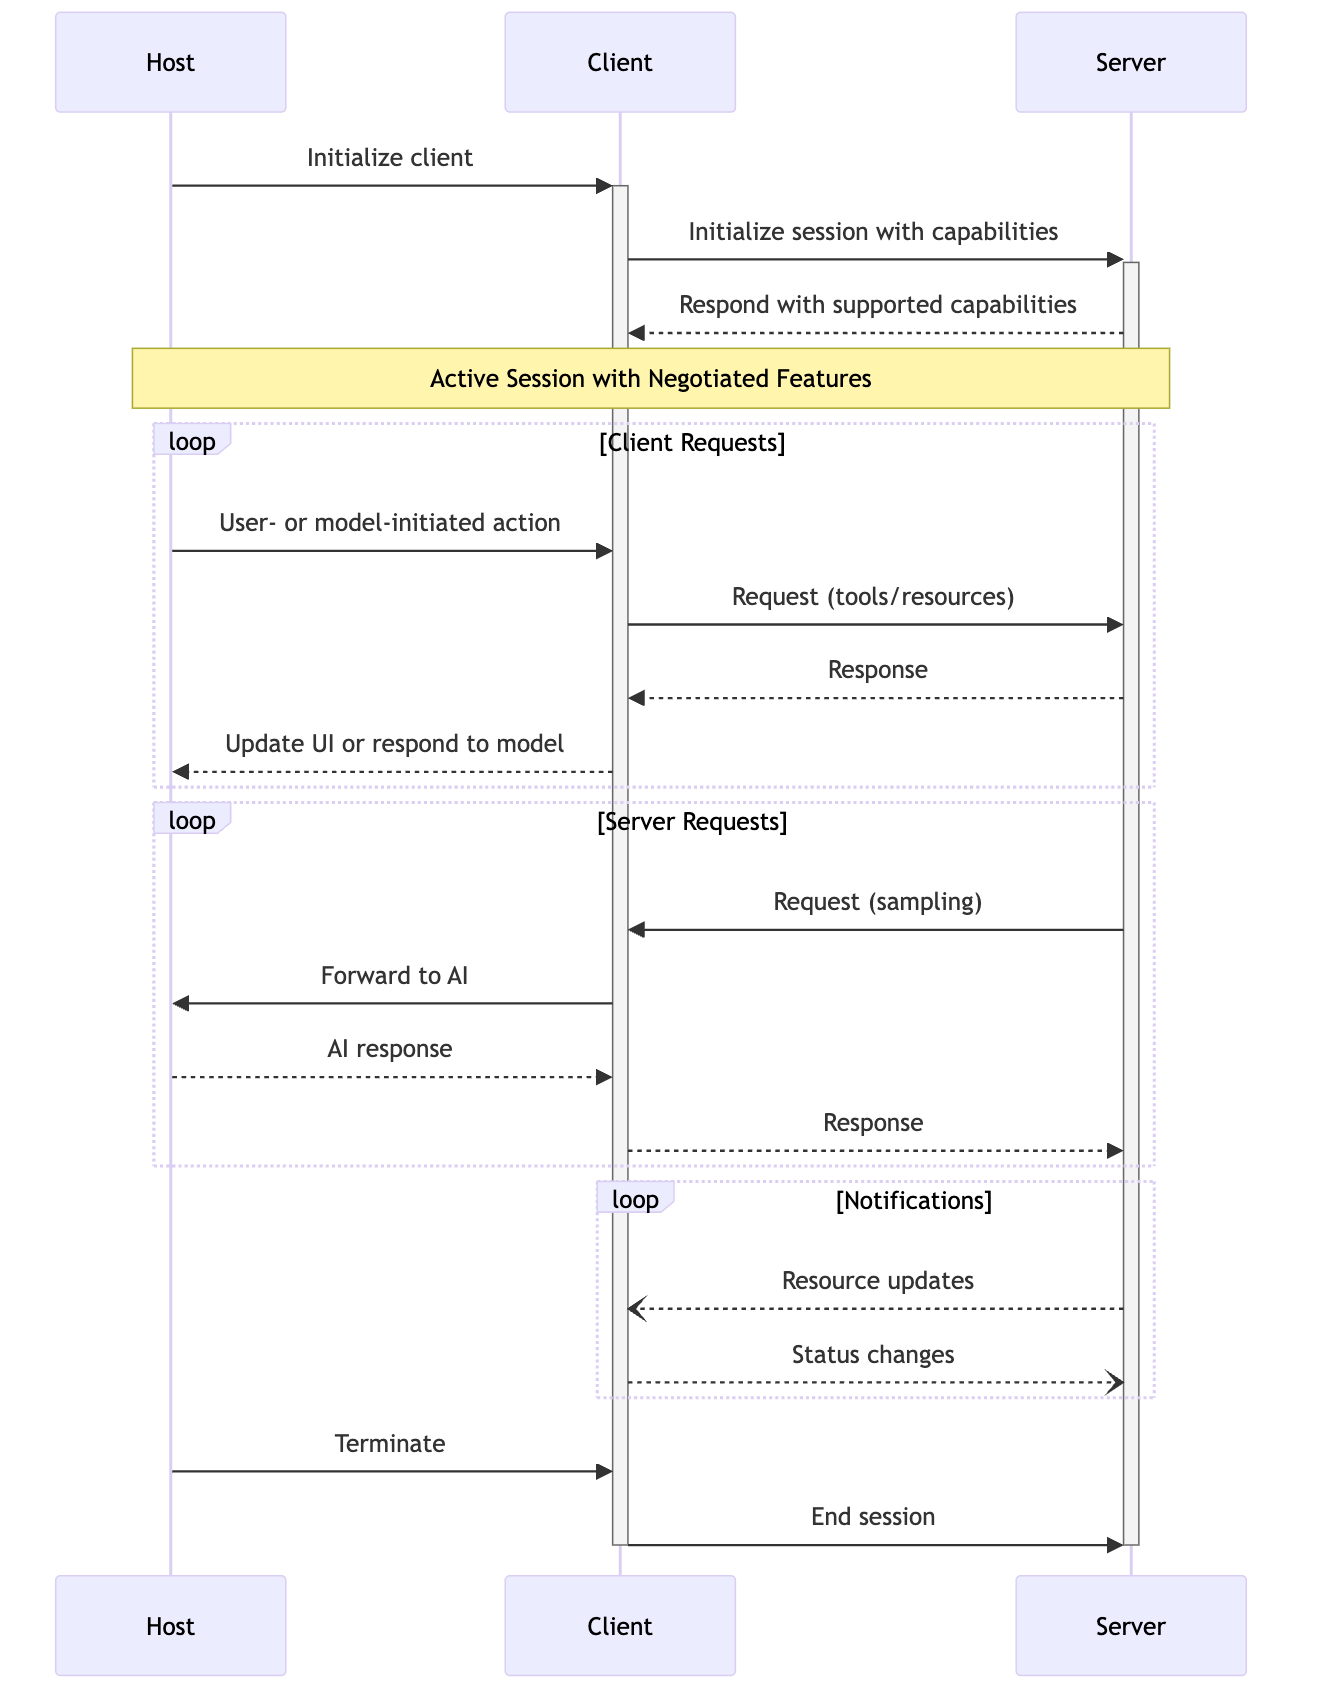 Host
Client
Server
Initialize client
Initialize session with capabilities
Respond with supported capabilities
Active Session with Negotiated Features
loop
[Client Requests]
User- or model-initiated action
Request (tools/resources)
Response
Update UI or respond to model
loop
[Server Requests]
Request (sampling)
Forward to AI
AI response
Response
loop
[Notifications]
Resource updates
Status changes
Terminate
End session
Host
Client
Server